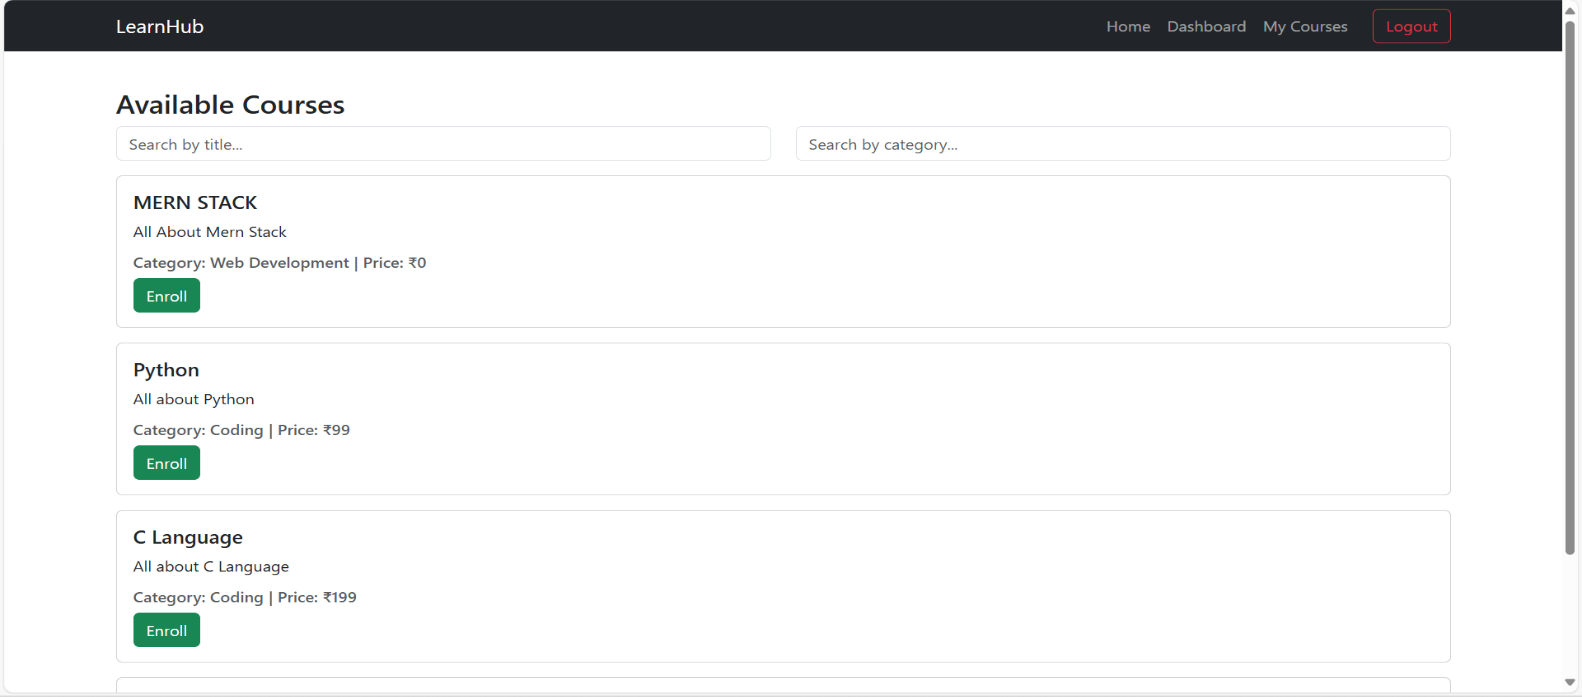 LearnHub
Home Dashboard My Courses Logout
Available Courses
Search by title... Search by category...
MERN STACK
All About Mern Stack
Category: Web Development | Price: ₹0
Enroll
Python
All about Python
Category: Coding | Price: ₹99
Enroll
C Language
All about C Language
Category: Coding | Price: ₹199
Enroll